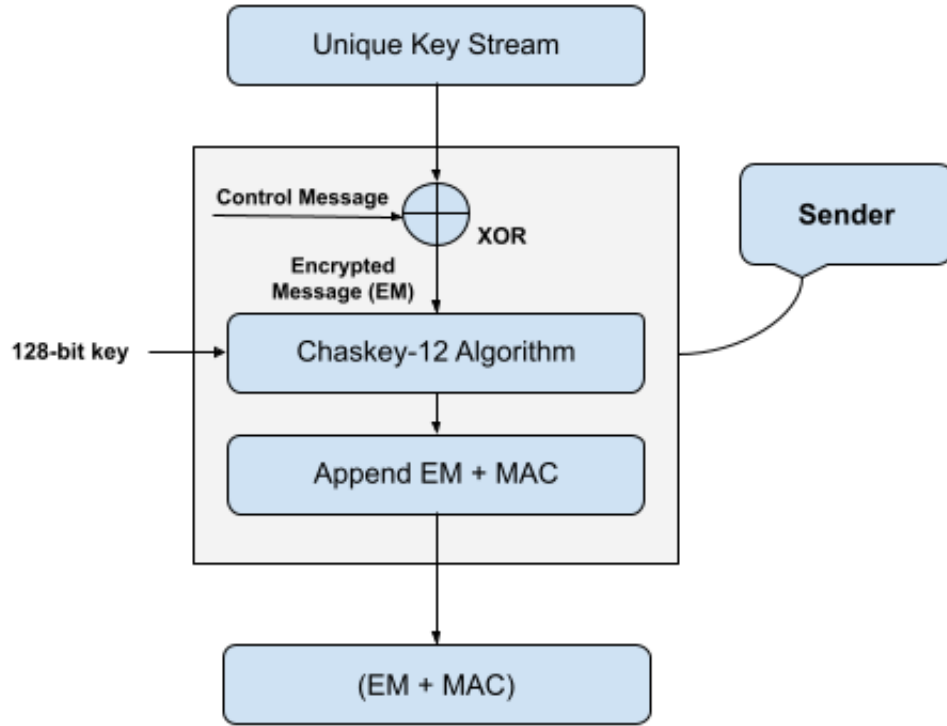 Unique Key Stream
Control Message
XOR
Sender
Encrypted
Message (EM)
128-bit key
Chaskey-12 Algorithm
Append EM + MAC
(EM + MAC)